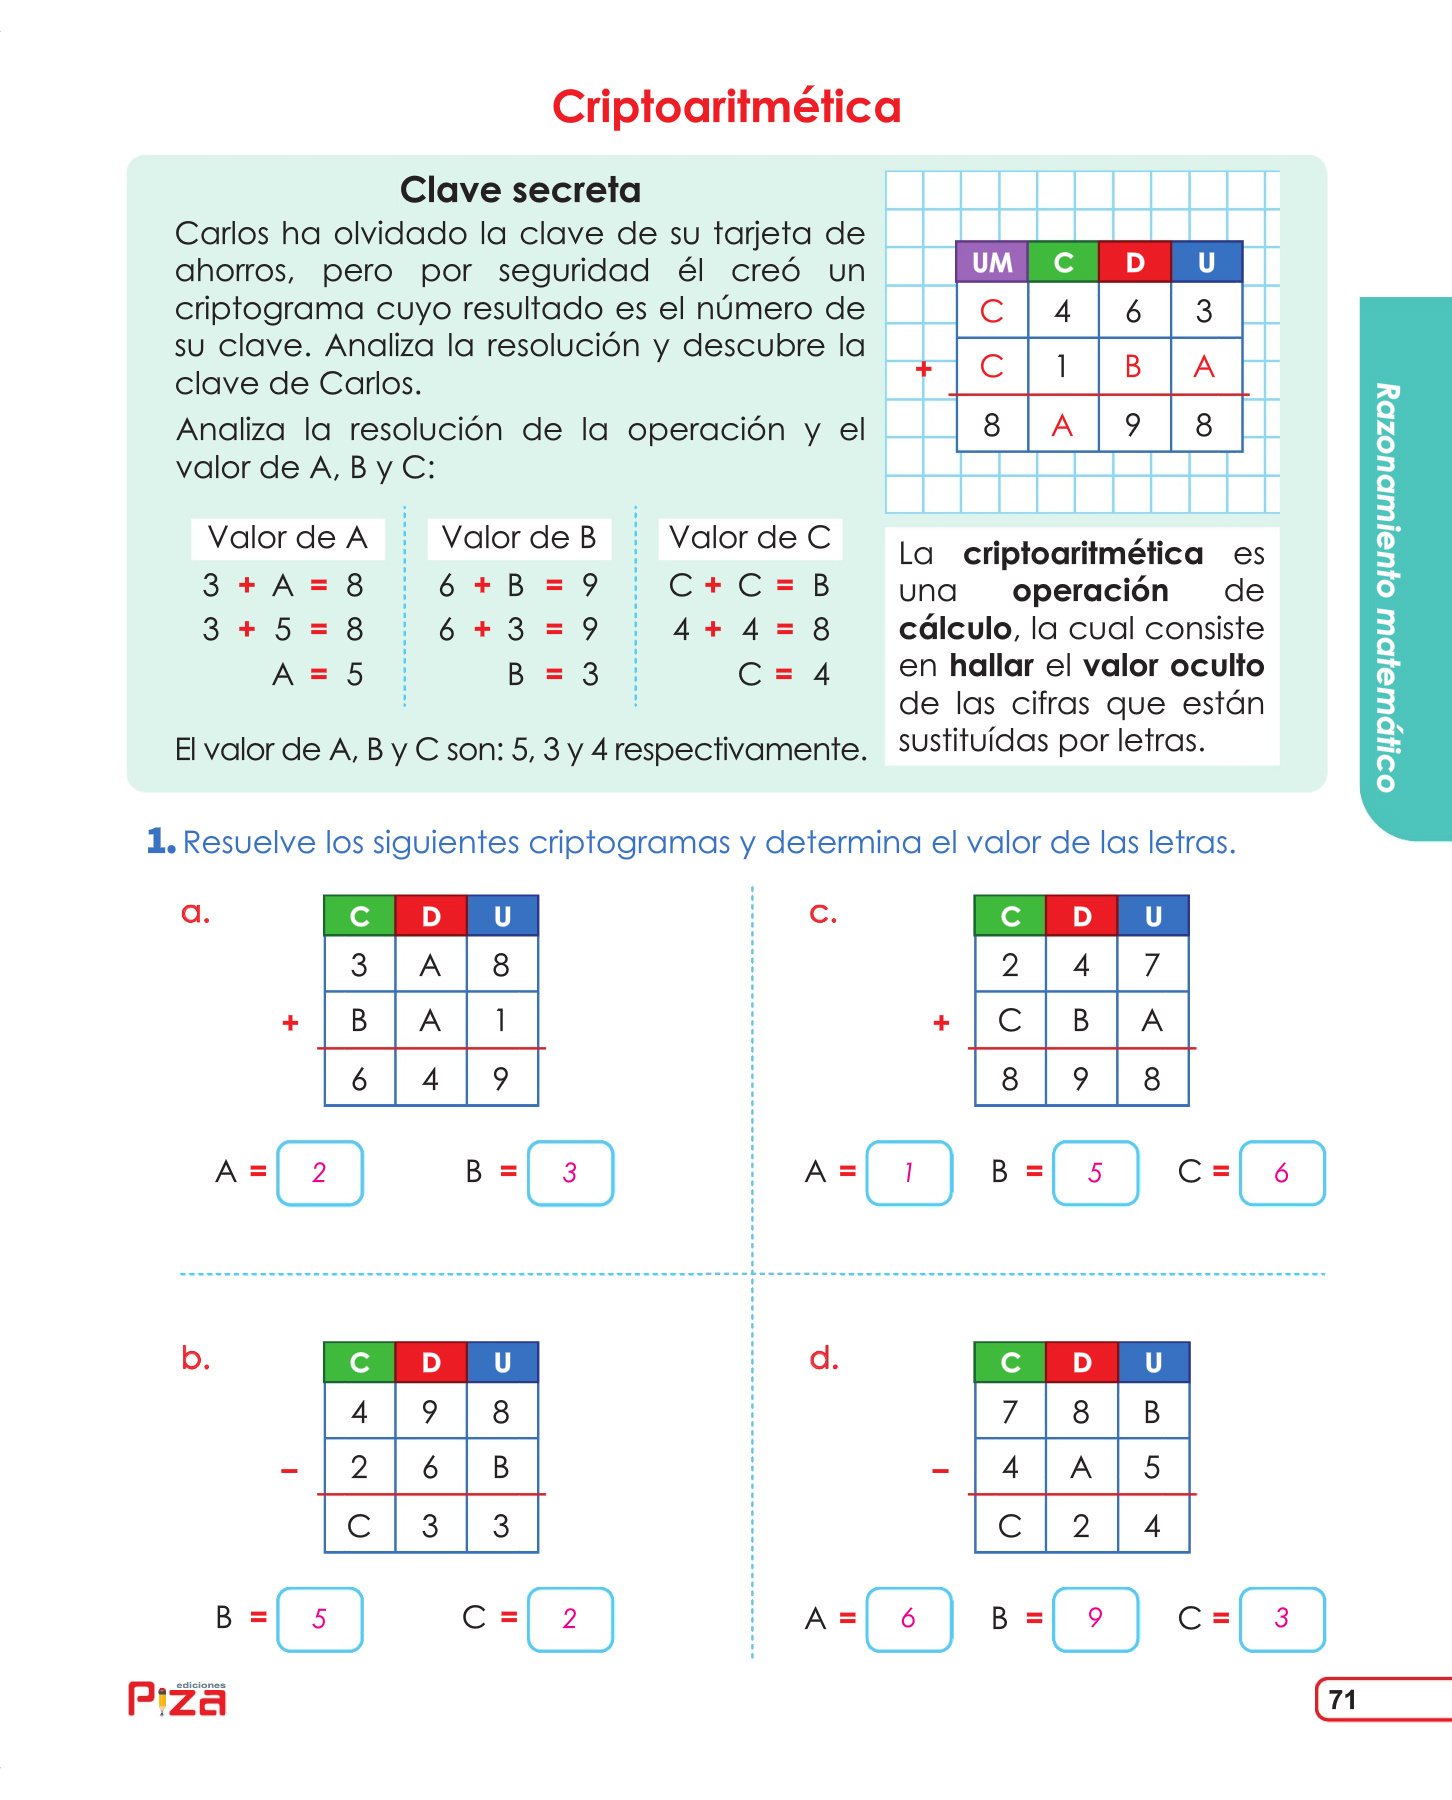 Criptoaritmética
Clave secreta
Carlos ha olvidado la clave de su tarjeta de
ahorros, pero por seguridad él creó un
criptograma cuyo resultado es el número de
su clave. Analiza la resolución y descubre la
clave de Carlos.
Analiza la resolución de la operación y el
valor de A, B y C:
UM C D U
C 4 6 3
+ C 1 B A
8 A 9 8
Valor de A
3 + A = 8
3 + 5 = 8
A = 5
Valor de B
6 + B = 9
6 + 3 = 9
B = 3
Valor de C
C + C = B
4 + 4 = 8
C = 4
El valor de A, B y C son: 5, 3 y 4 respectivamente.
La criptoaritmética es
una operación de
cálculo, la cual consiste
en hallar el valor oculto
de las cifras que están
sustituídas por letras.
Razonamiento matemático
1. Resuelve los siguientes criptogramas y determina el valor de las letras.
a.
C D U
3 A 8
+ B A 1
6 4 9
A = 2 B = 3
c.
C D U
2 4 7
+ C B A
8 9 8
A = 1 B = 5 C = 6
b.
C D U
4 9 8
- 2 6 B
C 3 3
B = 5 C = 2
d.
C D U
7 8 B
- 4 A 5
C 2 4
A = 6 B = 9 C = 3
ediciones
Piza
71